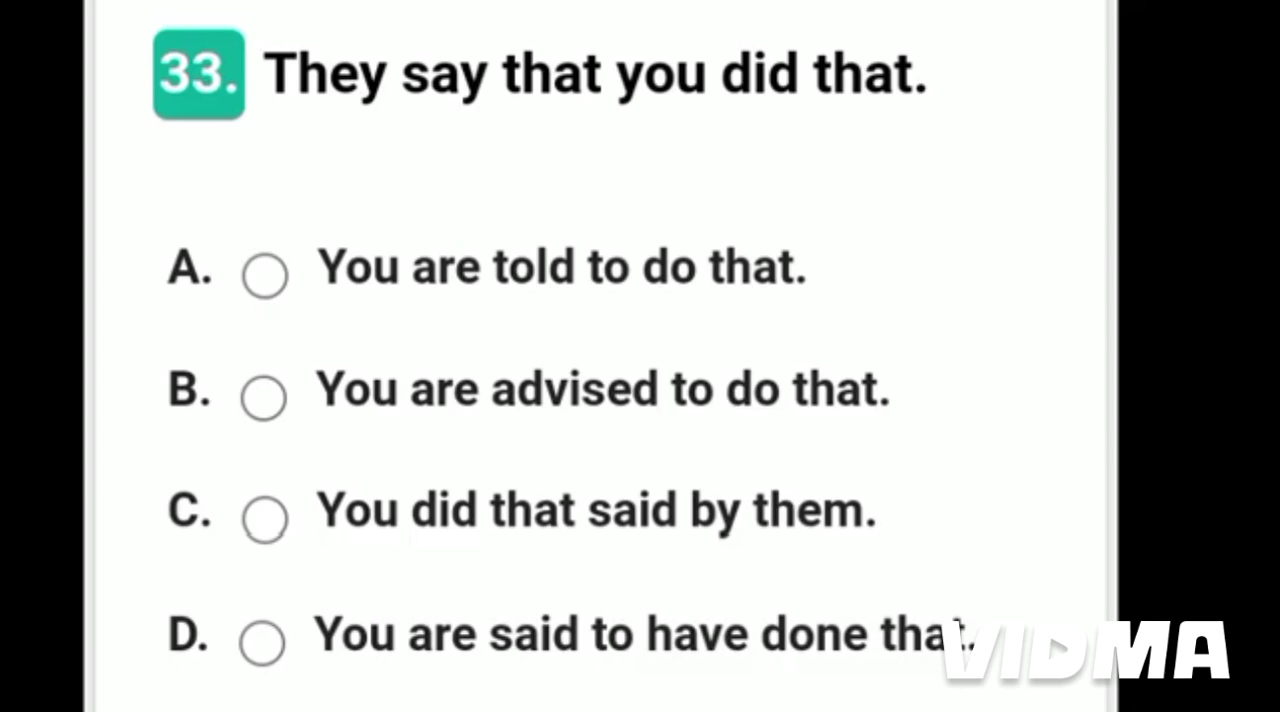 33. They say that you did that.
A. You are told to do that.
B. You are advised to do that.
C. You did that said by them.
D. You are said to have done that.
VIDMA